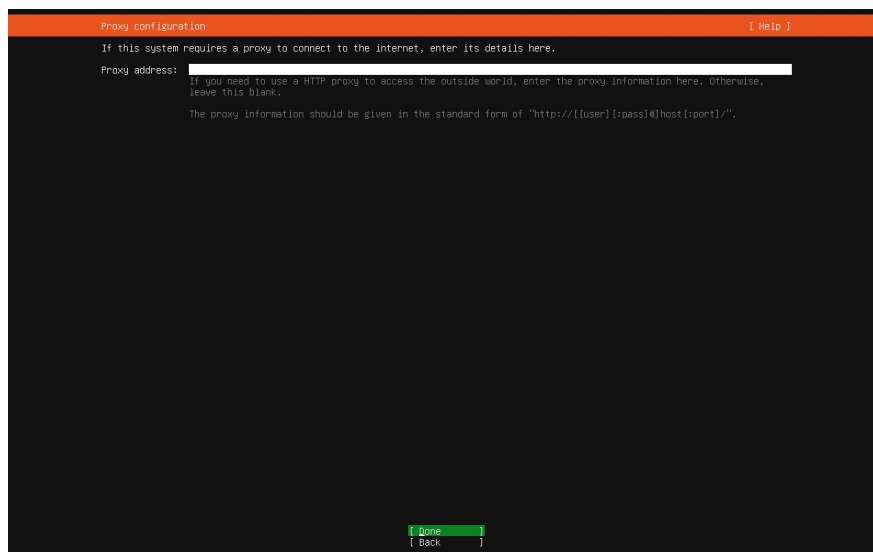 Proxy configuration [ Help ]
If this system requires a proxy to connect to the internet, enter its details here.
Proxy address:
If you need to use a HTTP proxy to access the outside world, enter the proxy information here. Otherwise,
leave this blank.
The proxy information should be given in the standard form of "http://[[user][:pass]@]host[:port]/".
[ Done ]
[ Back ]